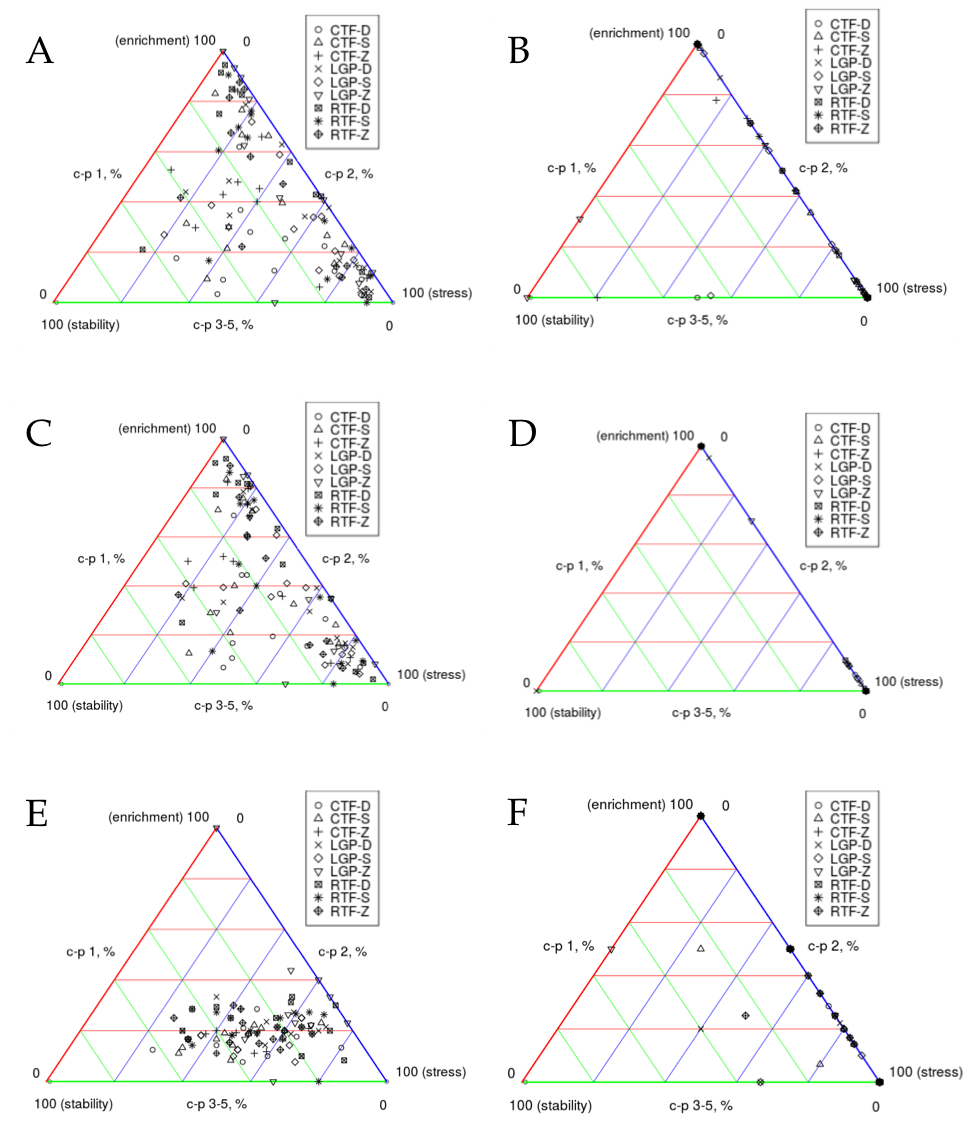 A
(enrichment) 100
0
CTF-D
CTF-S
CTF-Z
LGP-D
LGP-S
LGP-Z
RTF-D
RTF-S
RTF-Z
c-p 1, %
c-p 2, %
0
100 (stress)
100 (stability)
c-p 3-5, %
0
B
(enrichment) 100
0
CTF-D
CTF-S
CTF-Z
LGP-D
LGP-S
LGP-Z
RTF-D
RTF-S
RTF-Z
c-p 1, %
c-p 2, %
0
100 (stress)
100 (stability)
c-p 3-5, %
0
C
(enrichment) 100
0
CTF-D
CTF-S
CTF-Z
LGP-D
LGP-S
LGP-Z
RTF-D
RTF-S
RTF-Z
c-p 1, %
c-p 2, %
0
100 (stress)
100 (stability)
c-p 3-5, %
0
D
(enrichment) 100
0
CTF-D
CTF-S
CTF-Z
LGP-D
LGP-S
LGP-Z
RTF-D
RTF-S
RTF-Z
c-p 1, %
c-p 2, %
0
100 (stress)
100 (stability)
c-p 3-5, %
0
E
(enrichment) 100
0
CTF-D
CTF-S
CTF-Z
LGP-D
LGP-S
LGP-Z
RTF-D
RTF-S
RTF-Z
c-p 1, %
c-p 2, %
0
100 (stress)
100 (stability)
c-p 3-5, %
0
F
(enrichment) 100
0
CTF-D
CTF-S
CTF-Z
LGP-D
LGP-S
LGP-Z
RTF-D
RTF-S
RTF-Z
c-p 1, %
c-p 2, %
0
100 (stress)
100 (stability)
c-p 3-5, %
0